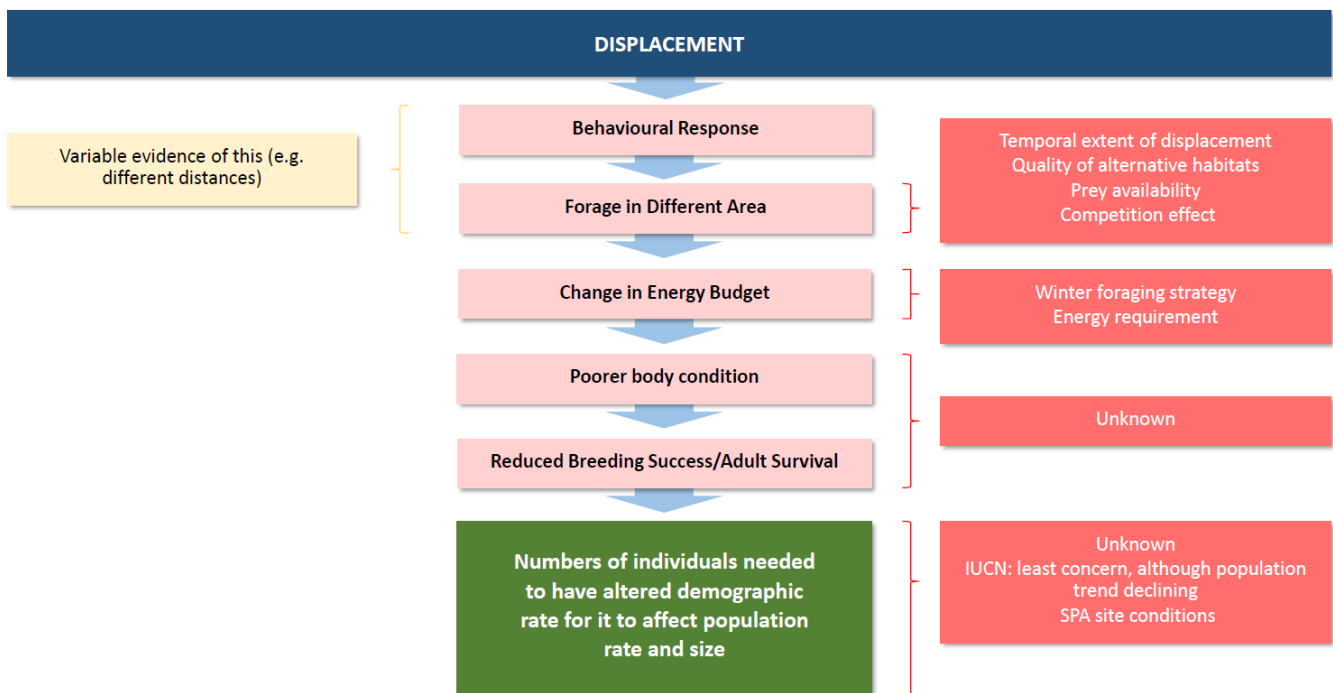 DISPLACEMENT
Behavioural Response
Variable evidence of this (e.g.
different distances)
Forage in Different Area
Temporal extent of displacement
Quality of alternative habitats
Prey availability
Competition effect
Change in Energy Budget
Winter foraging strategy
Energy requirement
Poorer body condition
Reduced Breeding Success/Adult Survival
Unknown
Numbers of individuals needed
to have altered demographic
rate for it to affect population
rate and size
Unknown
IUCN: least concern, although population
trend declining
SPA site conditions